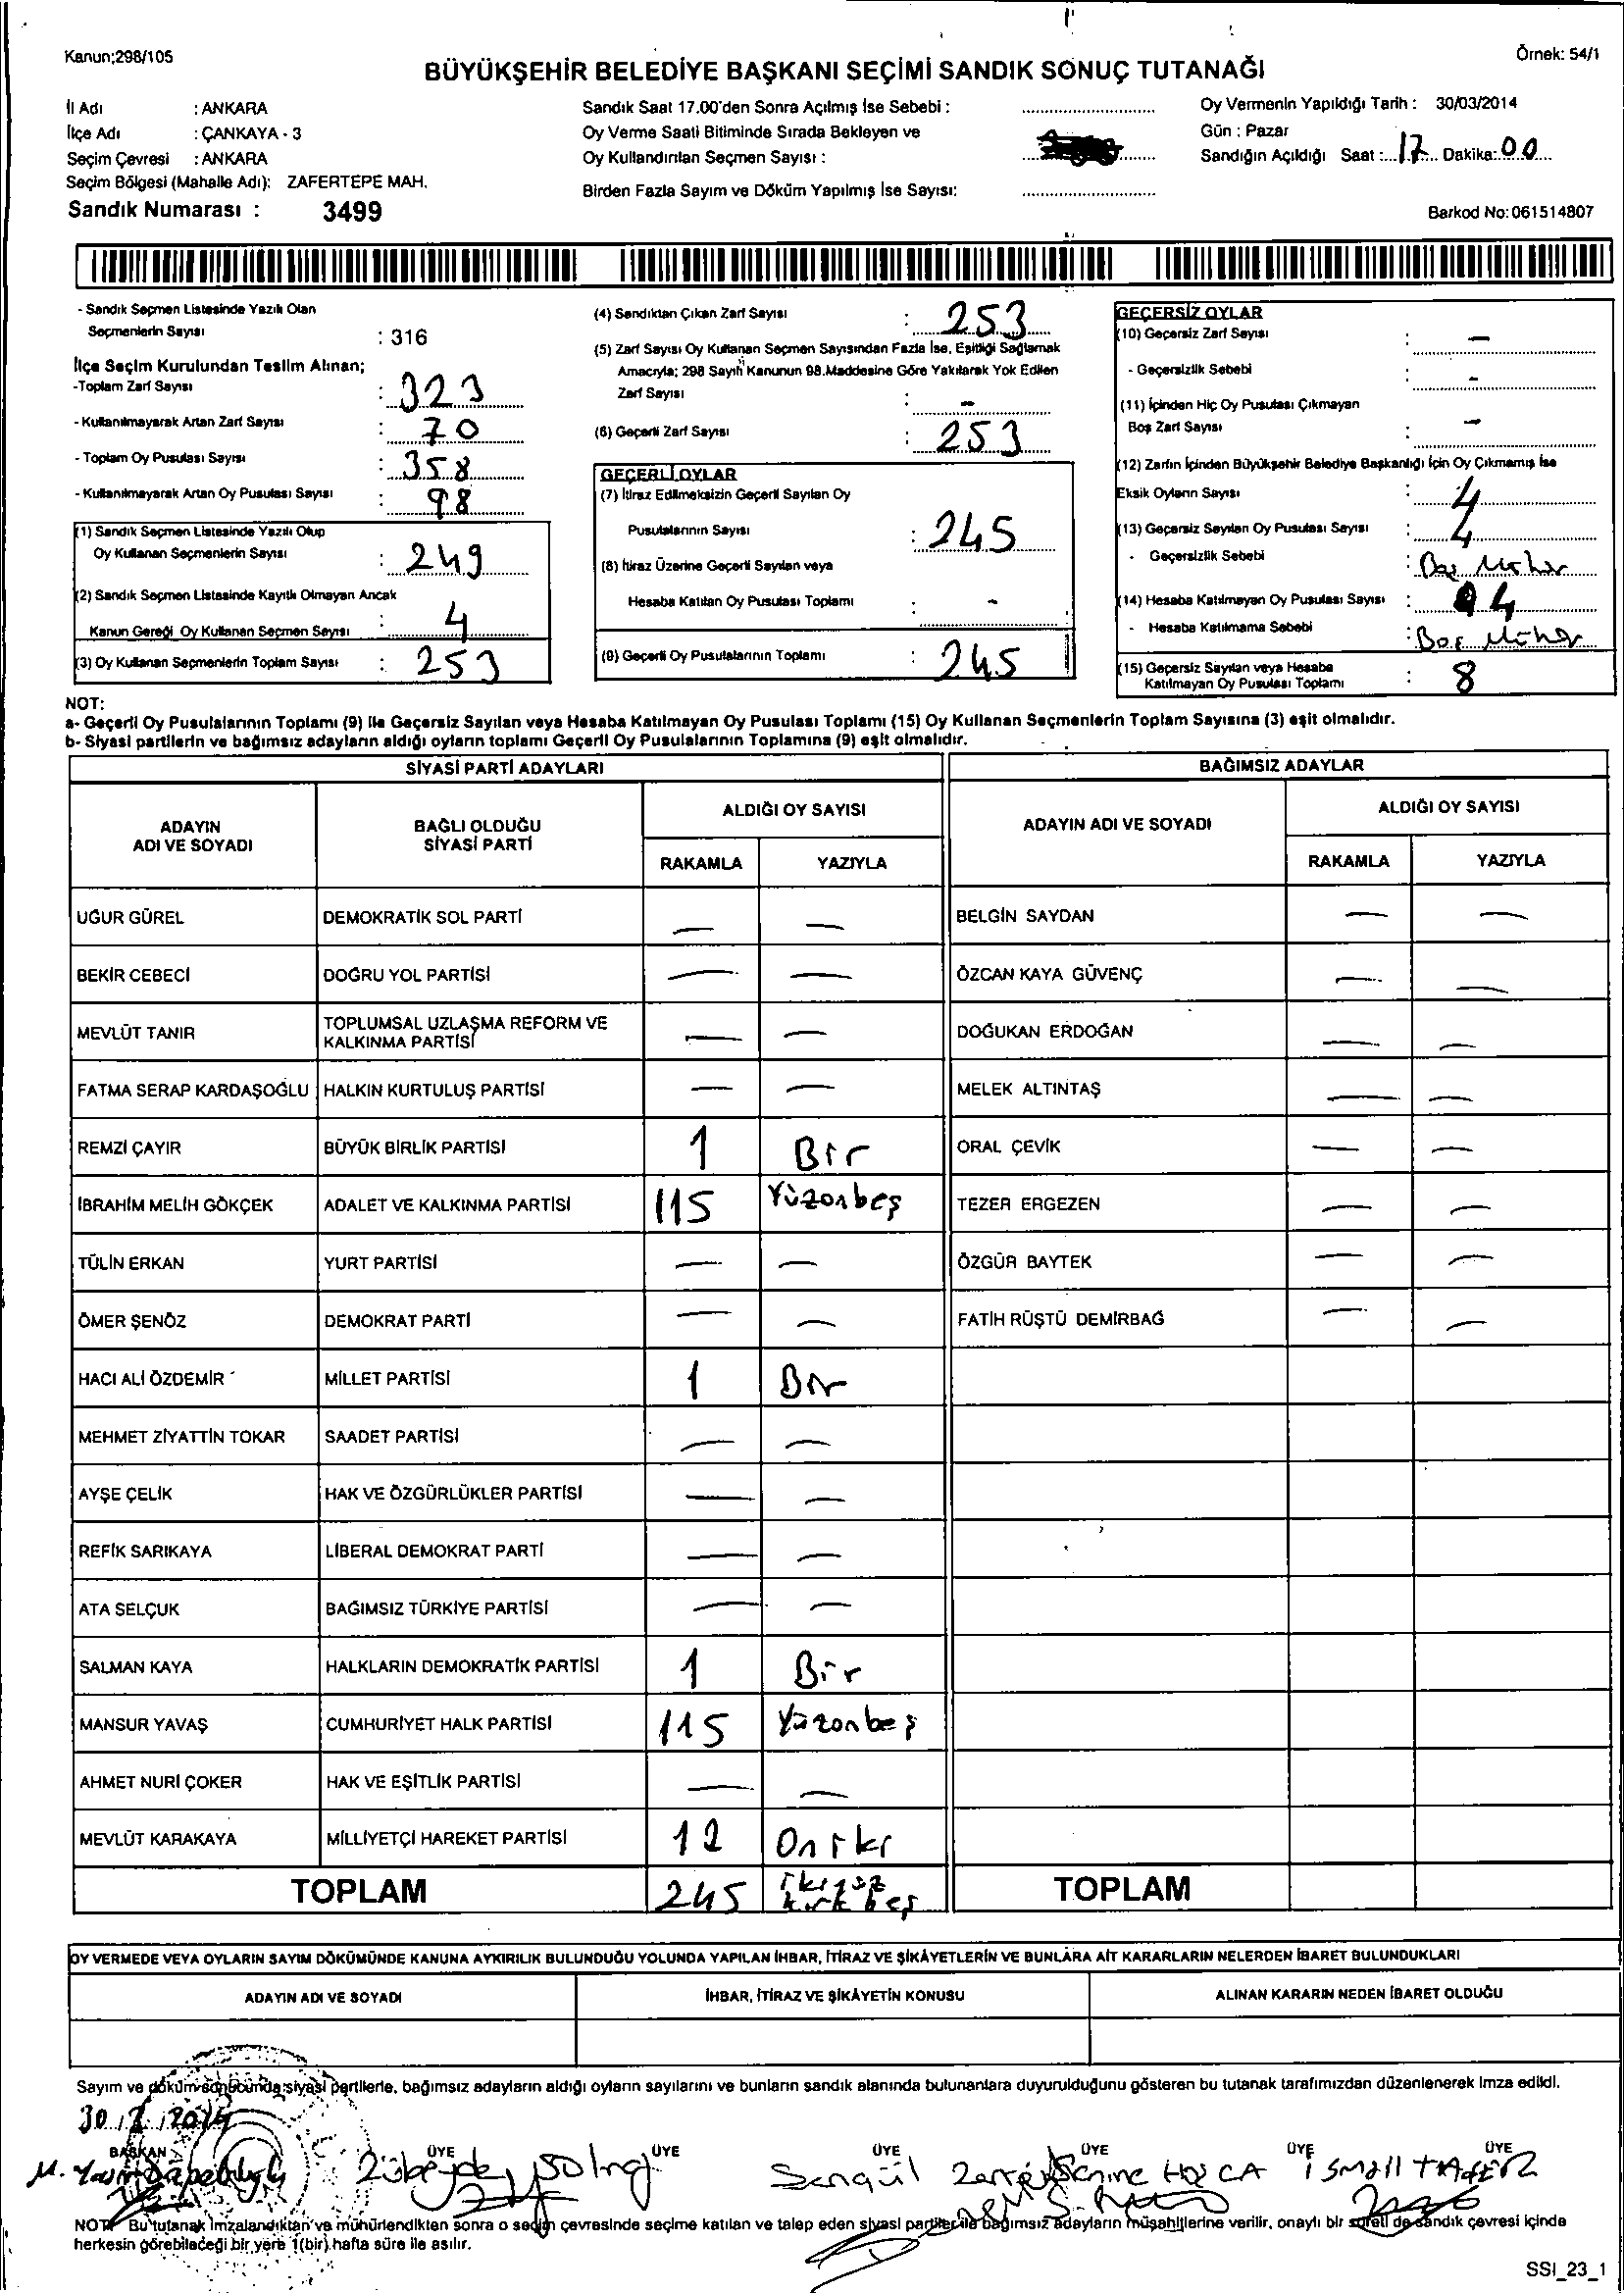 Kanun;298/105
Örnek: 54/1
BÜYÜKŞEHİR BELEDİYE BAŞKANI SEÇİMİ SANDIK SONUÇ TUTANAĞI
İl Adı : ANKARA
İlçe Adı : ÇANKAYA - 3
Seçim Çevresi : ANKARA
Seçim Bölgesi (Mahalle Adı): ZAFERTEPE MAH.
Sandık Numarası : 3499
Sandık Saat 17.00'den Sonra Açılmış İse Sebebi :
Oy Verme Saati Bitiminde Sırada Bekleyen ve
Oy Kullandırılan Seçmen Sayısı :
Birden Fazla Sayım ve Döküm Yapılmış İse Sayısı:
Oy Vermenin Yapıldığı Tarih : 30/03/2014
Gün : Pazar
Sandığın Açıldığı Saat : 17 Dakika: 00
Barkod No:061514807
- Sandık Seçmen Listesinde Yazılı Olan
Seçmenlerin Sayısı : 316
İlçe Seçim Kurulundan Teslim Alınan;
-Toplam Zarf Sayısı : 323
- Kullanılmayarak Artan Zarf Sayısı : 70
- Toplam Oy Pusulası Sayısı : 358
- Kullanılmayarak Artan Oy Pusulası Sayısı : 98
(1) Sandık Seçmen Listesinde Yazılı Olup
Oy Kullanan Seçmenlerin Sayısı : 249
(2) Sandık Seçmen Listesinde Kayıtlı Olmayan Ancak
Kanun Gereği Oy Kullanan Seçmen Sayısı : 4
(3) Oy Kullanan Seçmenlerin Toplam Sayısı : 253
(4) Sandıktan Çıkan Zarf Sayısı : 253
(5) Zarf Sayısı Oy Kullanan Seçmen Sayısından Fazla İse, Eşitliği Sağlamak
Amacıyla; 298 Sayılı Kanunun 98.Maddesine Göre Yakılarak Yok Edilen
Zarf Sayısı : -
(6) Geçerli Zarf Sayısı : 253
GEÇERLİ OYLAR
(7) İtiraz Edilmeksizin Geçerli Sayılan Oy
Pusulalarının Sayısı : 245
(8) İtiraz Üzerine Geçerli Sayılan veya
Hesaba Katılan Oy Pusulası Toplamı : -
(9) Geçerli Oy Pusulalarının Toplamı : 245
GEÇERSİZ OYLAR
(10) Geçersiz Zarf Sayısı : -
- Geçersizlik Sebebi : -
(11) İçinden Hiç Oy Pusulası Çıkmayan
Boş Zarf Sayısı : -
(12) Zarfın İçinden Büyükşehir Belediye Başkanlığı İçin Oy Çıkmamış İse
Eksik Oyların Sayısı : 4
(13) Geçersiz Sayılan Oy Pusulası Sayısı : 4
- Geçersizlik Sebebi : Boş Mühür
(14) Hesaba Katılmayan Oy Pusulası Sayısı : 4
- Hesaba Katılmama Sebebi : Boş Mühür
(15) Geçersiz Sayılan veya Hesaba
Katılmayan Oy Pusulası Toplamı : 8
NOT:
a- Geçerli Oy Pusulalarının Toplamı (9) ile Geçersiz Sayılan veya Hesaba Katılmayan Oy Pusulası Toplamı (15) Oy Kullanan Seçmenlerin Toplam Sayısına (3) eşit olmalıdır.
b- Siyasi partilerin ve bağımsız adayların aldığı oyların toplamı Geçerli Oy Pusulalarının Toplamına (9) eşit olmalıdır.
SİYASİ PARTİ ADAYLARI
BAĞIMSIZ ADAYLAR
ADAYIN ADI VE SOYADI
BAĞLI OLDUĞU SİYASİ PARTİ
ALDIĞI OY SAYISI
RAKAMLA YAZIYLA
ADAYIN ADI VE SOYADI
ALDIĞI OY SAYISI
RAKAMLA YAZIYLA
UĞUR GÜREL DEMOKRATİK SOL PARTİ — — BELGİN SAYDAN — —
BEKİR CEBECİ DOĞRU YOL PARTİSİ — — ÖZCAN KAYA GÜVENÇ — —
MEVLÜT TANIR TOPLUMSAL UZLAŞMA REFORM VE KALKINMA PARTİSİ — — DOĞUKAN ERDOĞAN — —
FATMA SERAP KARDAŞOĞLU HALKIN KURTULUŞ PARTİSİ — — MELEK ALTINTAŞ — —
REMZİ ÇAYIR BÜYÜK BİRLİK PARTİSİ 1 Bir ORAL ÇEVİK — —
İBRAHİM MELİH GÖKÇEK ADALET VE KALKINMA PARTİSİ 115 Yüzonbeş TEZER ERGEZEN — —
TÜLİN ERKAN YURT PARTİSİ — — ÖZGÜR BAYTEK — —
ÖMER ŞENÖZ DEMOKRAT PARTİ — — FATİH RÜŞTÜ DEMİRBAĞ — —
HACI ALİ ÖZDEMİR MİLLET PARTİSİ 1 Bir
MEHMET ZİYATTİN TOKAR SAADET PARTİSİ — —
AYŞE ÇELİK HAK VE ÖZGÜRLÜKLER PARTİSİ — —
REFİK SARIKAYA LİBERAL DEMOKRAT PARTİ — —
ATA SELÇUK BAĞIMSIZ TÜRKİYE PARTİSİ — —
SALMAN KAYA HALKLARIN DEMOKRATİK PARTİSİ 1 Bir
MANSUR YAVAŞ CUMHURİYET HALK PARTİSİ 115 Yüzonbeş
AHMET NURİ ÇOKER HAK VE EŞİTLİK PARTİSİ — —
MEVLÜT KARAKAYA MİLLİYETÇİ HAREKET PARTİSİ 12 On iki
TOPLAM 245 ikiyüz kırk beş TOPLAM
OY VERMEDE VEYA OYLARIN SAYIM DÖKÜMÜNDE KANUNA AYKIRILIK BULUNDUĞU YOLUNDA YAPILAN İHBAR, İTİRAZ VE ŞİKÂYETLERİN VE BUNLARA AİT KARARLARIN NELERDEN İBARET BULUNDUKLARI
ADAYIN ADI VE SOYADI İHBAR, İTİRAZ VE ŞİKÂYETİN KONUSU ALINAN KARARIN NEDEN İBARET OLDUĞU
Sayım ve döküm sonucunda siyasi partilerle, bağımsız adayların aldığı oyların sayılarını ve bunların sandık alanında bulunanlara duyurulduğunu gösteren bu tutanak tarafımızdan düzenlenerek imza edildi.
BAŞKAN ÜYE ÜYE ÜYE ÜYE ÜYE ÜYE
Zübeyde Şengül HOCA İSMAİL
NOT: Bu tutanak imzalandıktan ve mühürlendikten sonra o seçim çevresinde seçime katılan ve talep eden siyasi partiler ile bağımsız adayların müşahitlerine verilir, onaylı bir sureti de sandık çevresi içinde
herkesin görebileceği bir yere 1(bir) hafta süre ile asılır.
SSI_23_1